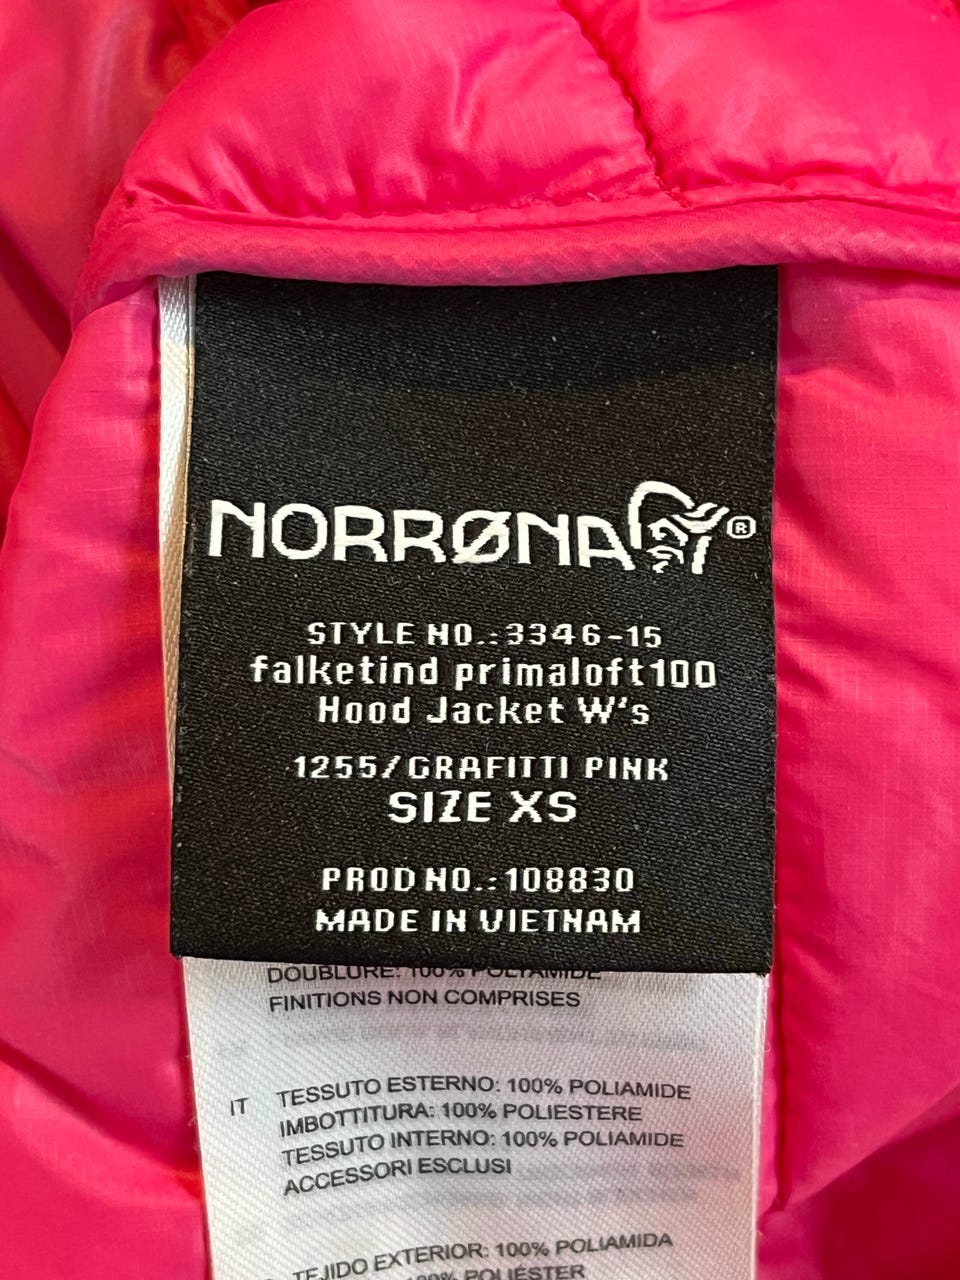 NORRØNA®
STYLE NO.:3346-15
falketind primaloft100
Hood Jacket W's
1255/GRAFITTI PINK
SIZE XS
PROD NO.:108830
MADE IN VIETNAM
DOUBLURE: 100% POLYAMIDE
FINITIONS NON COMPRISES
IT TESSUTO ESTERNO: 100% POLIAMIDE
IMBOTTITURA: 100% POLIESTERE
TESSUTO INTERNO: 100% POLIAMIDE
ACCESSORI ESCLUSI
TEJIDO EXTERIOR: 100% POLIAMIDA
100% POLIÉSTER